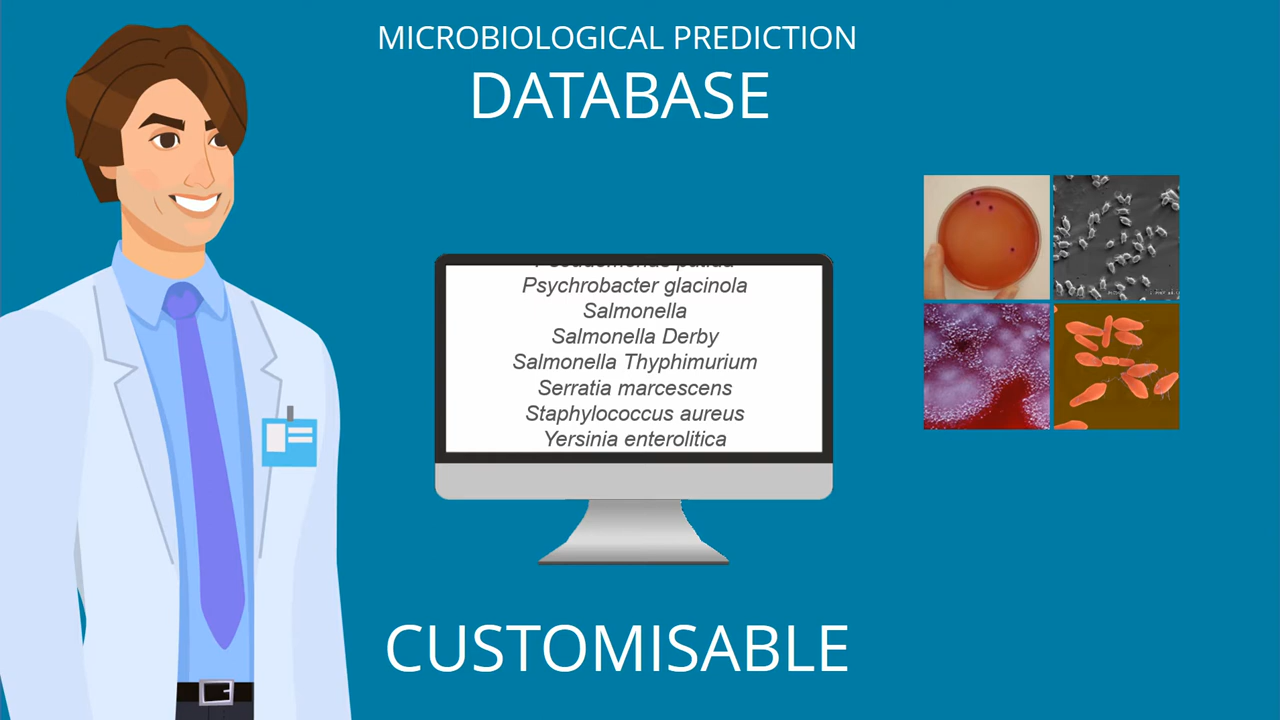 MICROBIOLOGICAL PREDICTION
DATABASE
Psychrobacter glacinola
Salmonella
Salmonella Derby
Salmonella Thyphimurium
Serratia marcescens
Staphylococcus aureus
Yersinia enterolitica
CUSTOMISABLE